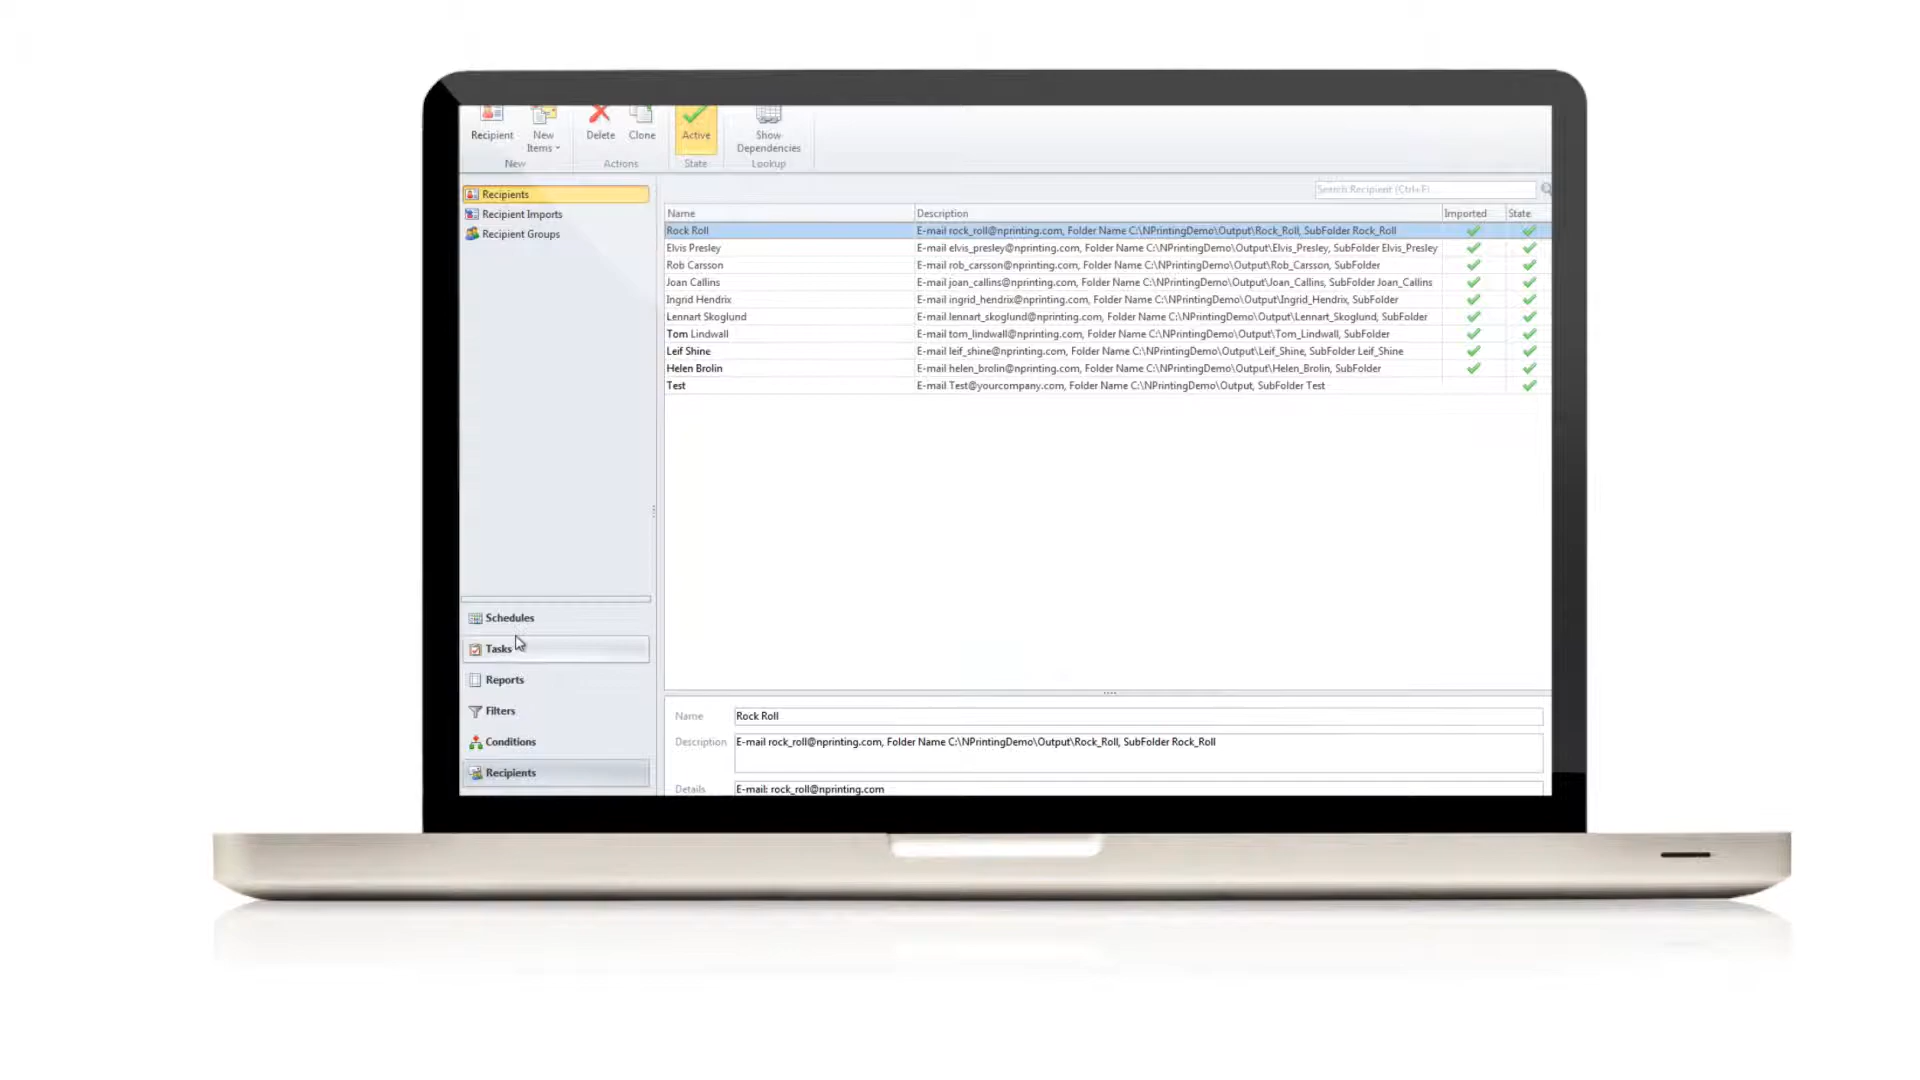 Recipient
New
Items
Delete
Clone
Active
Show
Dependencies
New
Actions
State
Lookup
Recipients
Recipient Imports
Recipient Groups
Search Recipient (Ctrl+F)...
Name Description Imported State
Rock Roll E-mail rock_roll@nprinting.com, Folder Name C:\NPrintingDemo\Output\Rock_Roll, SubFolder Rock_Roll
Elvis Presley E-mail elvis_presley@nprinting.com, Folder Name C:\NPrintingDemo\Output\Elvis_Presley, SubFolder Elvis_Presley
Rob Carsson E-mail rob_carsson@nprinting.com, Folder Name C:\NPrintingDemo\Output\Rob_Carsson, SubFolder
Joan Callins E-mail joan_callins@nprinting.com, Folder Name C:\NPrintingDemo\Output\Joan_Callins, SubFolder Joan_Callins
Ingrid Hendrix E-mail ingrid_hendrix@nprinting.com, Folder Name C:\NPrintingDemo\Output\Ingrid_Hendrix, SubFolder
Lennart Skoglund E-mail lennart_skoglund@nprinting.com, Folder Name C:\NPrintingDemo\Output\Lennart_Skoglund, SubFolder
Tom Lindwall E-mail tom_lindwall@nprinting.com, Folder Name C:\NPrintingDemo\Output\Tom_Lindwall, SubFolder
Leif Shine E-mail leif_shine@nprinting.com, Folder Name C:\NPrintingDemo\Output\Leif_Shine, SubFolder Leif_Shine
Helen Brolin E-mail helen_brolin@nprinting.com, Folder Name C:\NPrintingDemo\Output\Helen_Brolin, SubFolder
Test E-mail Test@yourcompany.com, Folder Name C:\NPrintingDemo\Output, SubFolder Test
Schedules
Tasks
Reports
Filters
Conditions
Recipients
Name Rock Roll
Description E-mail rock_roll@nprinting.com, Folder Name C:\NPrintingDemo\Output\Rock_Roll, SubFolder Rock_Roll
Details E-mail: rock_roll@nprinting.com